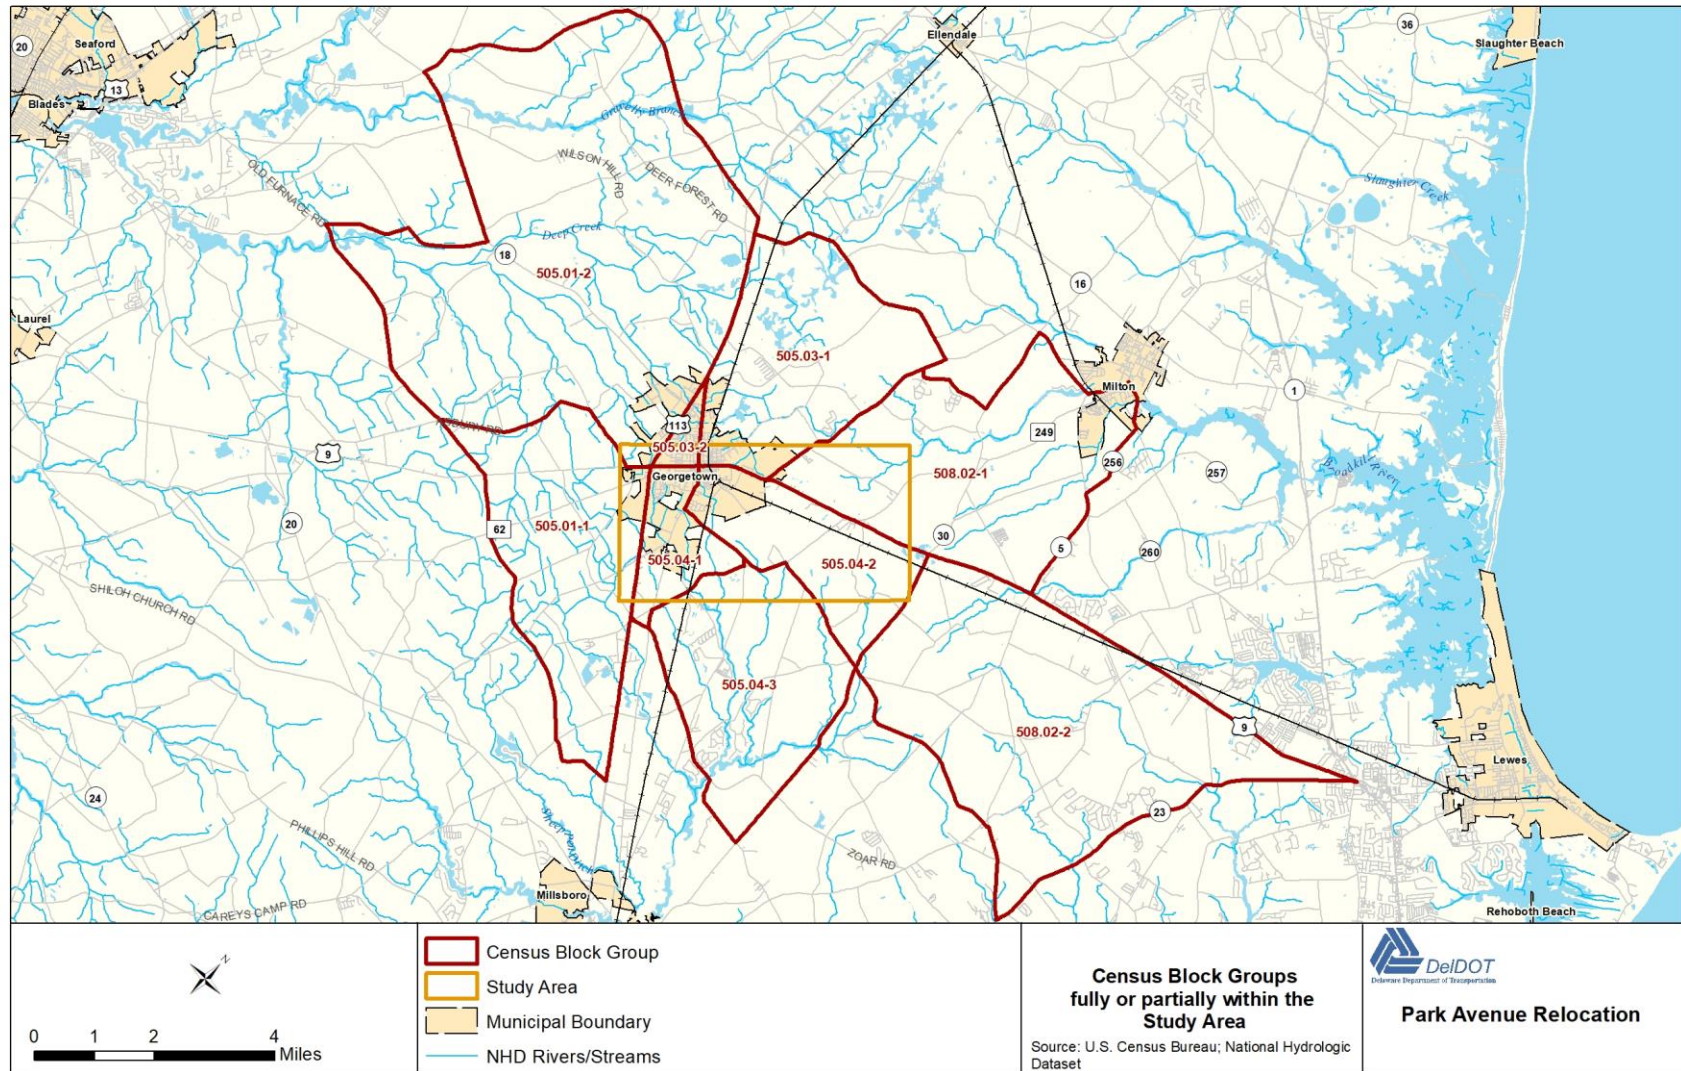 20
Seaford
13
Blades
Ellendale
36
Slaughter Beach
Gravelly Branch
WILSON HILL RD
DEER FOREST RD
OLD FURNACE RD
Slaughter Creek
Deep Creek
18
505.01-2
16
Laurel
505.03-1
Milton
1
113
249
9
505.03-2
Georgetown
256
257
Broadkill River
508.02-1
20
62
505.01-1
30
5
260
505.04-1
505.04-2
SHILOH CHURCH RD
505.04-3
508.02-2
9
Lewes
24
23
PHILLIPS HILL RD
ZOAR RD
Millsboro
CAREYS CAMP RD
Rehoboth Beach
N
0 1 2 4
Miles
Census Block Group
Study Area
Municipal Boundary
NHD Rivers/Streams
Census Block Groups
fully or partially within the
Study Area
Source: U.S. Census Bureau; National Hydrologic
Dataset
DelDOT
Delaware Department of Transportation
Park Avenue Relocation